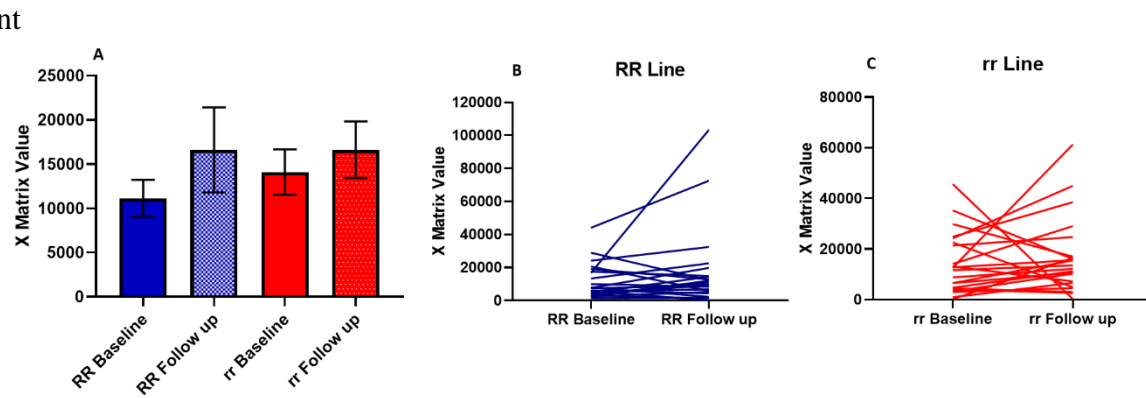 nt
A
25000
20000
15000
10000
5000
0
X Matrix Value
RR Baseline
RR Follow up
rr Baseline
rr Follow up
B
RR Line
120000
100000
80000
60000
40000
20000
0
X Matrix Value
RR Baseline
RR Follow up
C
rr Line
80000
60000
40000
20000
0
X Matrix Value
rr Baseline
rr Follow up